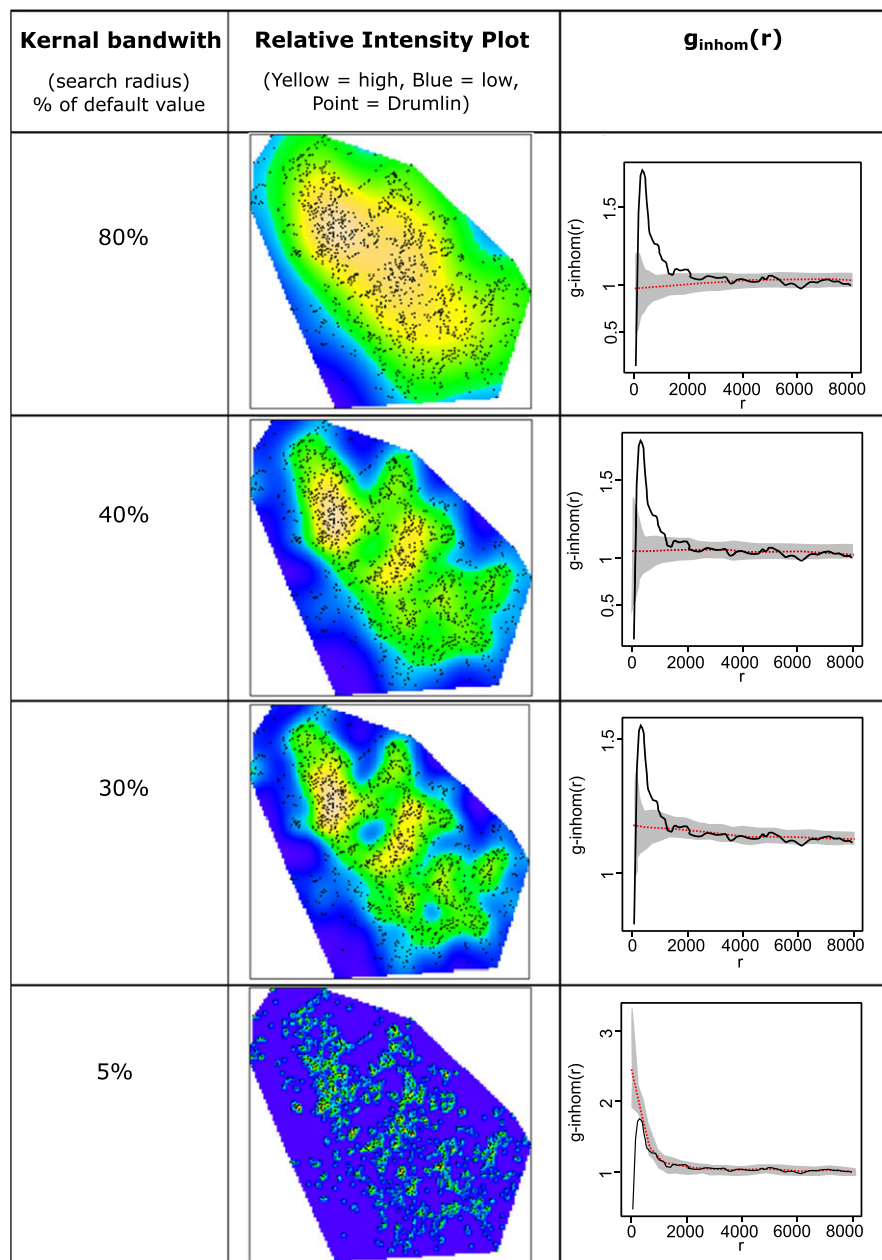 Kernal bandwith
(search radius)
% of default value
Relative Intensity Plot
(Yellow = high, Blue = low,
Point = Drumlin)
g_inhom(r)
80%
g-inhom(r)
1.5
1
0.5
0 2000 4000 6000 8000
r
40%
g-inhom(r)
1.5
1
0.5
0 2000 4000 6000 8000
r
30%
g-inhom(r)
1.5
1
0 2000 4000 6000 8000
r
5%
g-inhom(r)
3
2
1
0 2000 4000 6000 8000
r